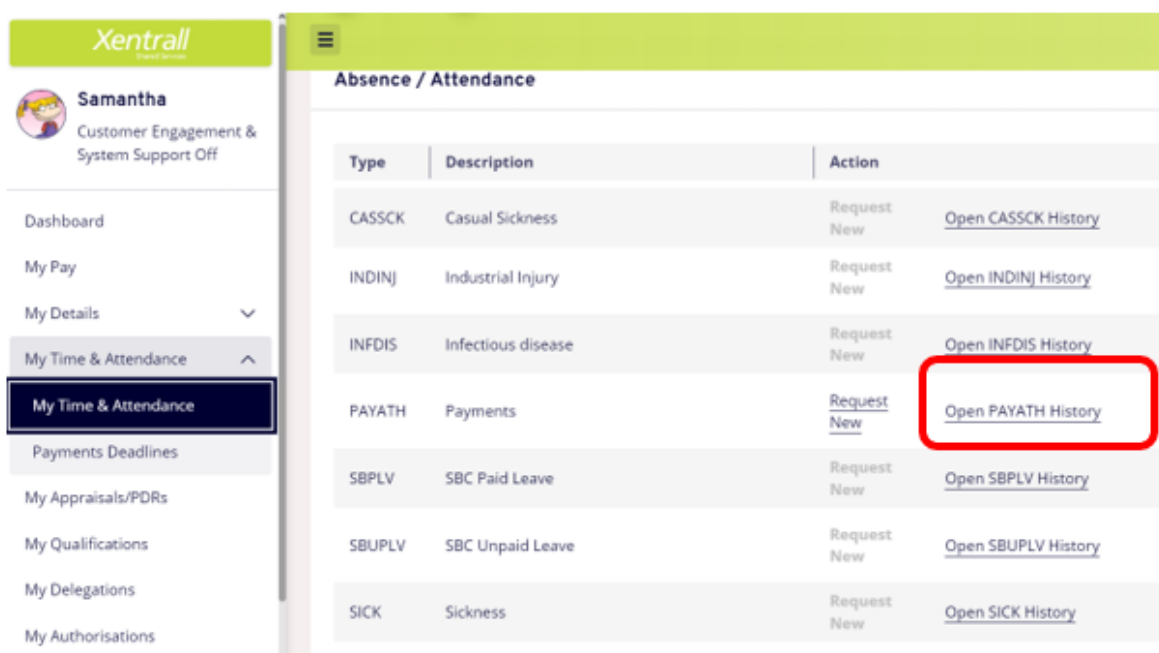 Xentrall
Shared Services
Samantha
Customer Engagement &
System Support Off
Dashboard
My Pay
My Details
My Time & Attendance
My Time & Attendance
Payments Deadlines
My Appraisals/PDRs
My Qualifications
My Delegations
My Authorisations
Absence / Attendance
Type Description Action
CASSCK Casual Sickness Request New Open CASSCK History
INDINJ Industrial Injury Request New Open INDINJ History
INFDIS Infectious disease Request New Open INFDIS History
PAYATH Payments Request New Open PAYATH History
SBPLV SBC Paid Leave Request New Open SBPLV History
SBUPLV SBC Unpaid Leave Request New Open SBUPLV History
SICK Sickness Request New Open SICK History